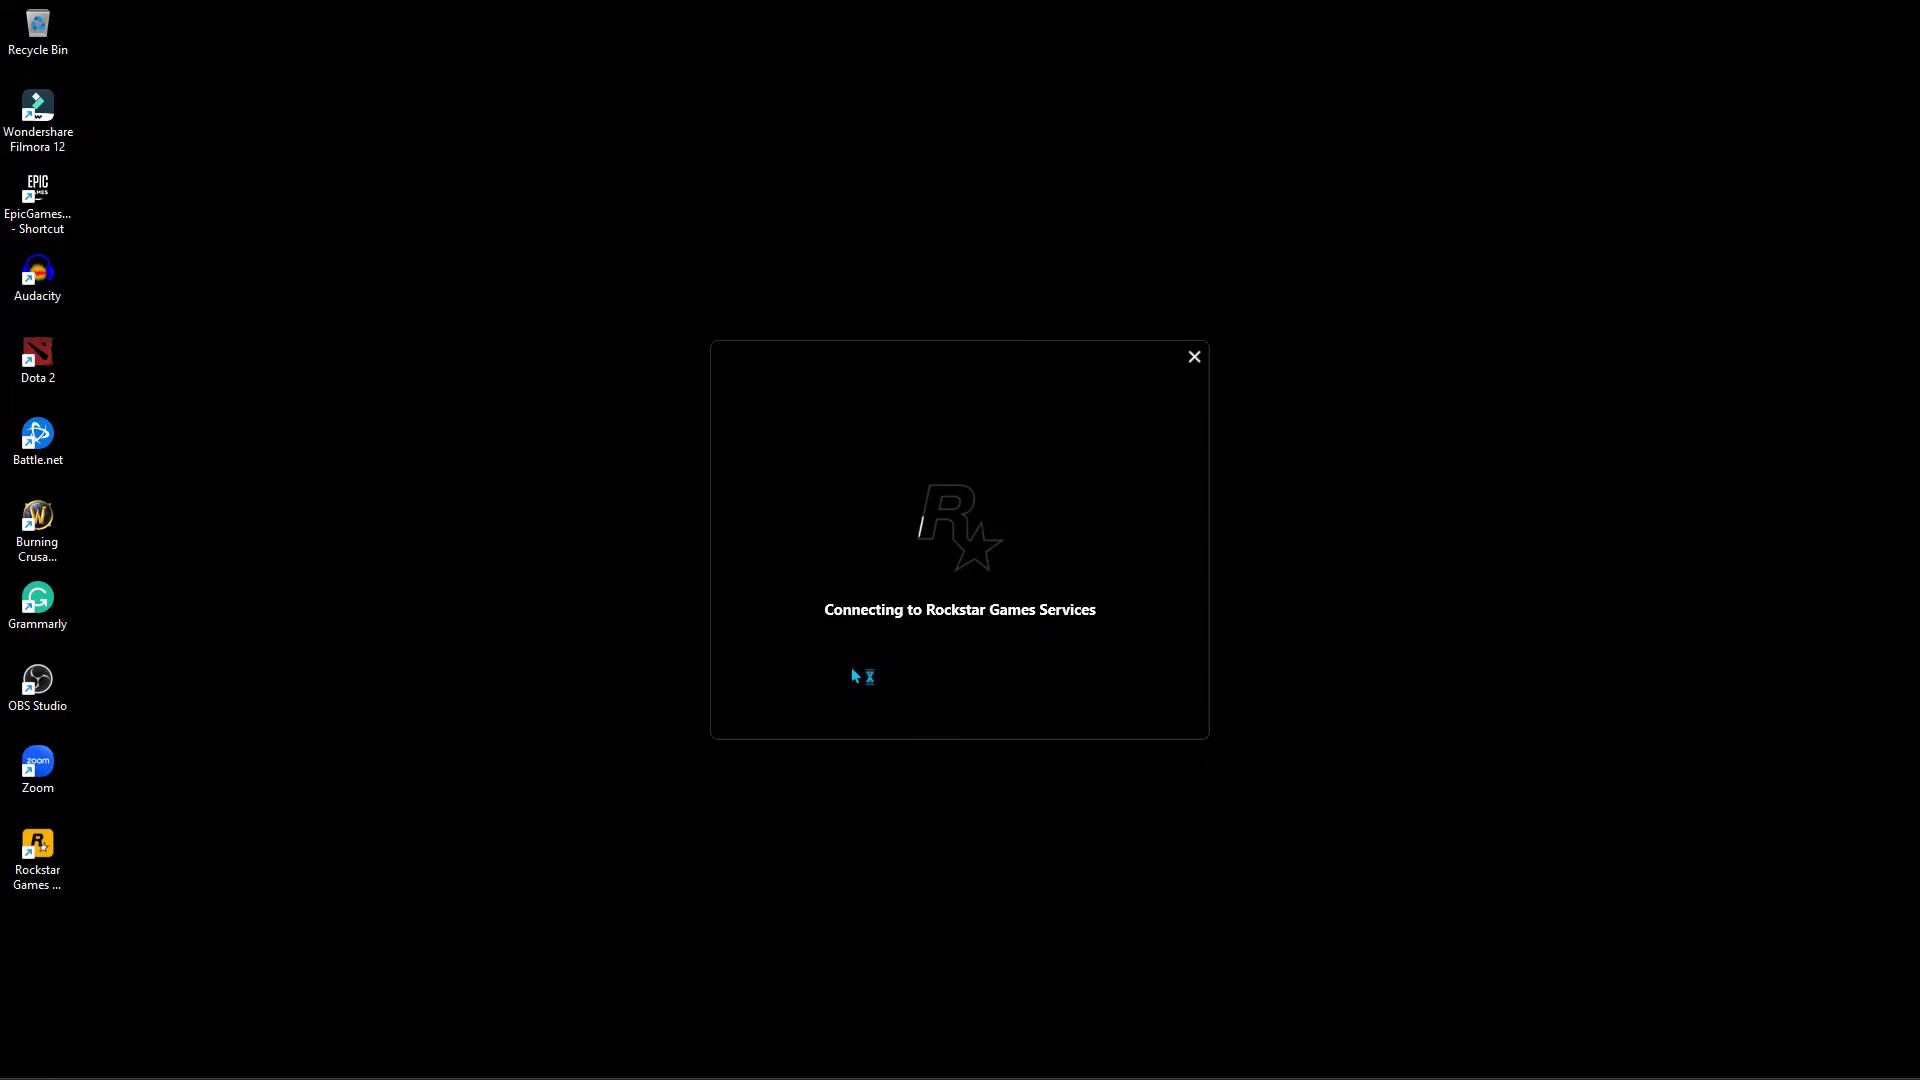 Recycle Bin
Wondershare
Filmora 12
EPIC
EpicGames...
- Shortcut
Audacity
Dota 2
Battle.net
W
Burning
Crusa...
Grammarly
OBS Studio
zoom
Zoom
R
Rockstar
Games ...
R
Connecting to Rockstar Games Services